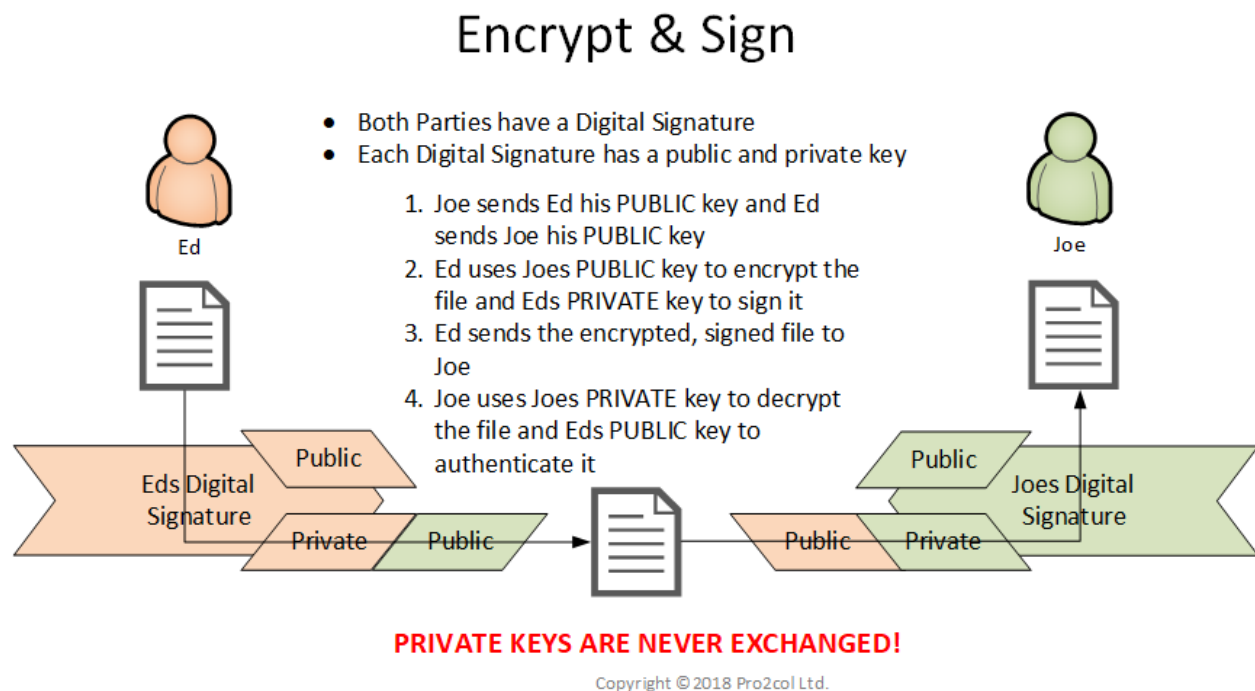 Encrypt & Sign
• Both Parties have a Digital Signature
• Each Digital Signature has a public and private key
1. Joe sends Ed his PUBLIC key and Ed
sends Joe his PUBLIC key
2. Ed uses Joes PUBLIC key to encrypt the
file and Eds PRIVATE key to sign it
3. Ed sends the encrypted, signed file to
Joe
4. Joe uses Joes PRIVATE key to decrypt
the file and Eds PUBLIC key to
authenticate it
Ed
Joe
Public
Eds Digital
Signature
Private
Public
Public
Joes Digital
Signature
Public
Private
PRIVATE KEYS ARE NEVER EXCHANGED!
Copyright © 2018 Pro2col Ltd.